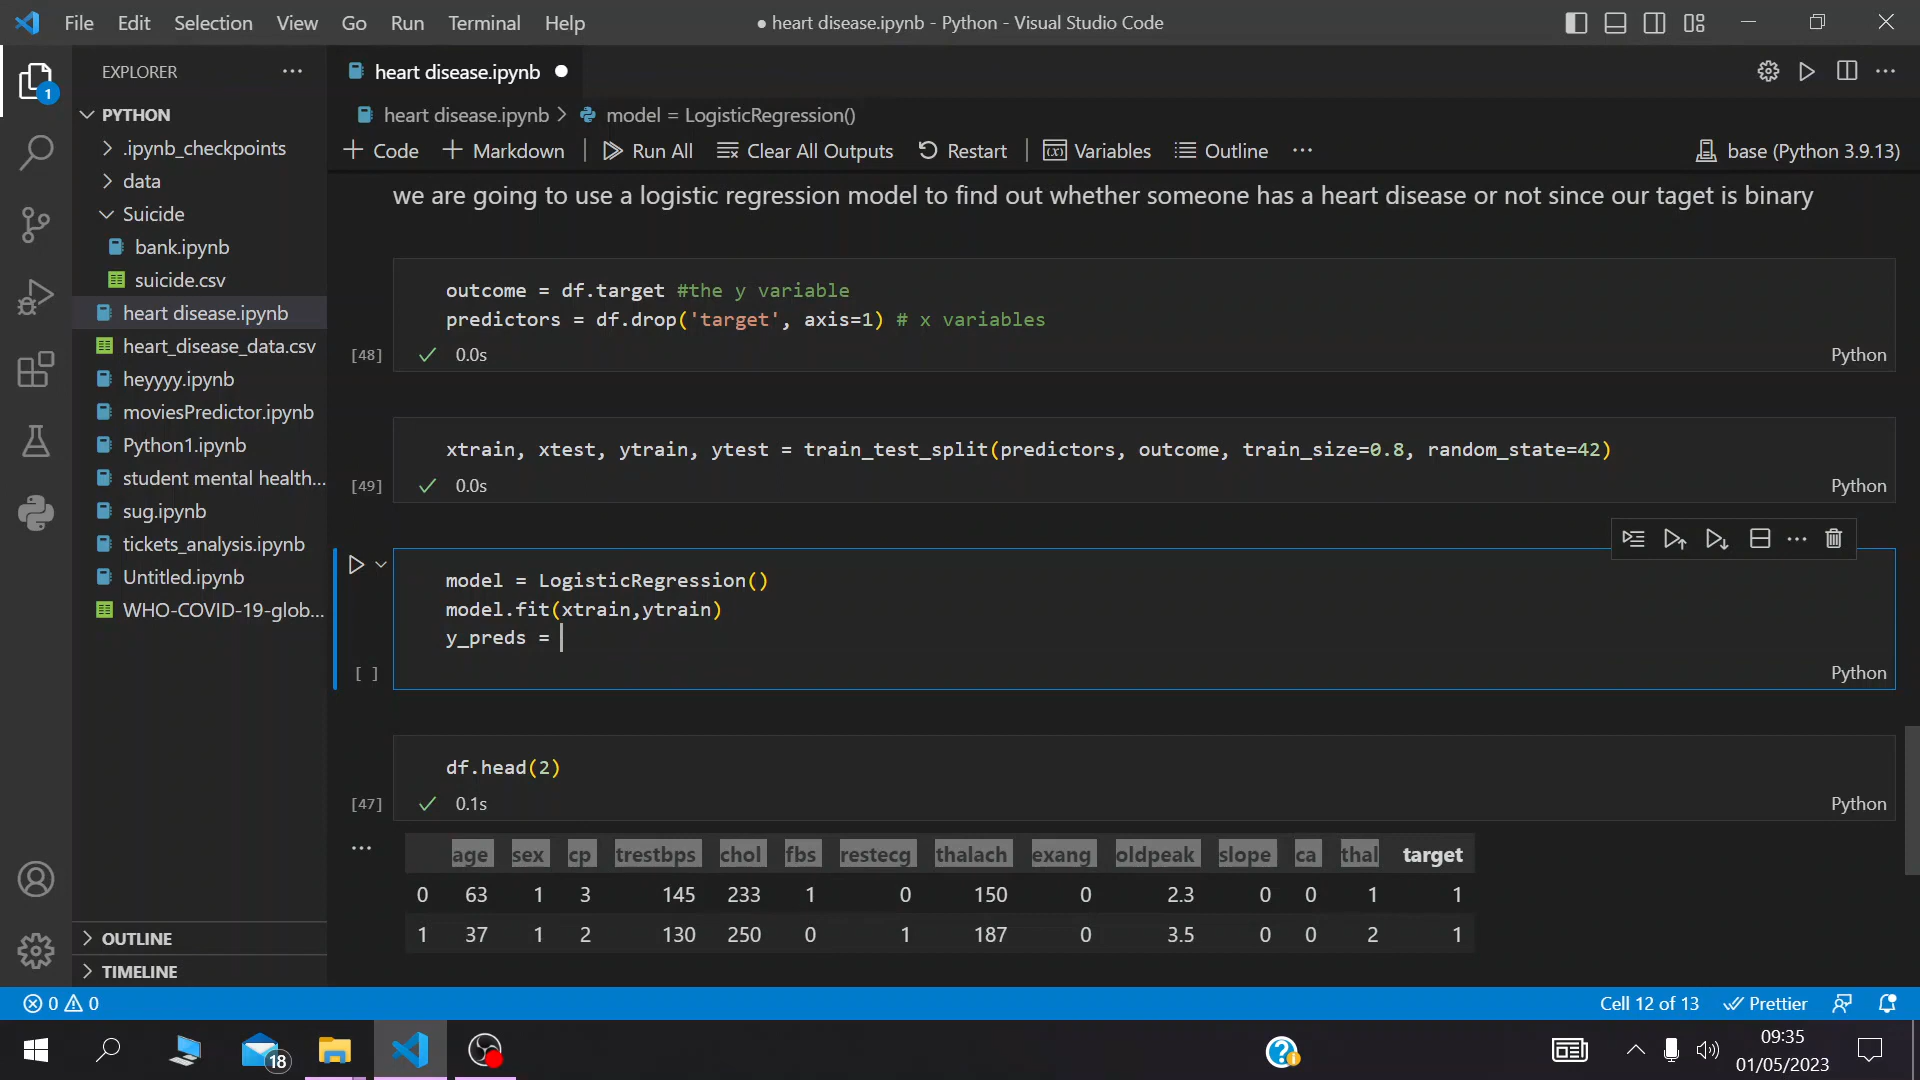 File Edit Selection View Go Run Terminal Help
● heart disease.ipynb - Python - Visual Studio Code
EXPLORER
1
PYTHON
.ipynb_checkpoints
data
Suicide
bank.ipynb
suicide.csv
heart disease.ipynb
heart_disease_data.csv
heyyyy.ipynb
moviesPredictor.ipynb
Python1.ipynb
student mental health...
sug.ipynb
tickets_analysis.ipynb
Untitled.ipynb
WHO-COVID-19-glob...
OUTLINE
TIMELINE
heart disease.ipynb ●
heart disease.ipynb > model = LogisticRegression()
+ Code + Markdown Run All Clear All Outputs Restart Variables Outline ... base (Python 3.9.13)
we are going to use a logistic regression model to find out whether someone has a heart disease or not since our taget is binary
outcome = df.target #the y variable
predictors = df.drop('target', axis=1) # x variables
[48] ✓ 0.0s Python
xtrain, xtest, ytrain, ytest = train_test_split(predictors, outcome, train_size=0.8, random_state=42)
[49] ✓ 0.0s Python
model = LogisticRegression()
model.fit(xtrain,ytrain)
y_preds =
[ ] Python
df.head(2)
[47] ✓ 0.1s Python
... age sex cp trestbps chol fbs restecg thalach exang oldpeak slope ca thal target
0 63 1 3 145 233 1 0 150 0 2.3 0 0 1 1
1 37 1 2 130 250 0 1 187 0 3.5 0 0 2 1
0 0 Cell 12 of 13 Prettier
18 09:35
01/05/2023